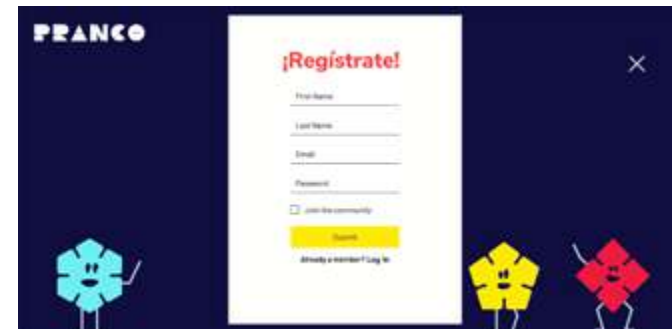 PRANCO
¡Regístrate!
First Name
Last Name
Email
Password
Join the community
Submit
Already a member? Log In